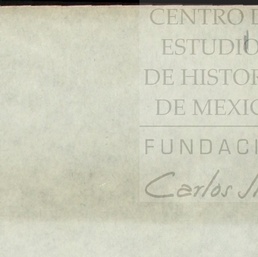 CENTRO D
ESTUDIO
DE HISTOR
DE MEXIC
FUNDACI
Carlos